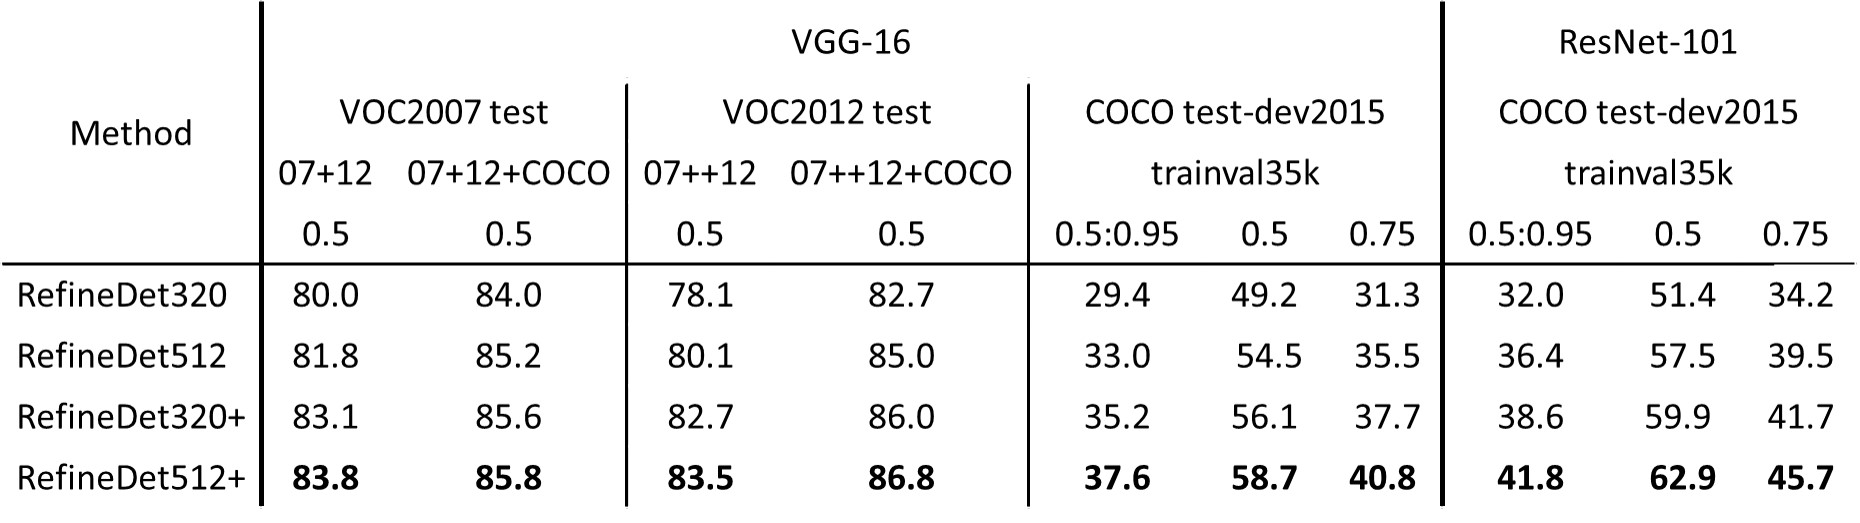 VGG-16 ResNet-101
VOC2007 test VOC2012 test COCO test-dev2015 COCO test-dev2015
Method
07+12 07+12+COCO 07++12 07++12+COCO trainval35k trainval35k
0.5 0.5 0.5 0.5 0.5:0.95 0.5 0.75 0.5:0.95 0.5 0.75
RefineDet320 80.0 84.0 78.1 82.7 29.4 49.2 31.3 32.0 51.4 34.2
RefineDet512 81.8 85.2 80.1 85.0 33.0 54.5 35.5 36.4 57.5 39.5
RefineDet320+ 83.1 85.6 82.7 86.0 35.2 56.1 37.7 38.6 59.9 41.7
RefineDet512+ 83.8 85.8 83.5 86.8 37.6 58.7 40.8 41.8 62.9 45.7